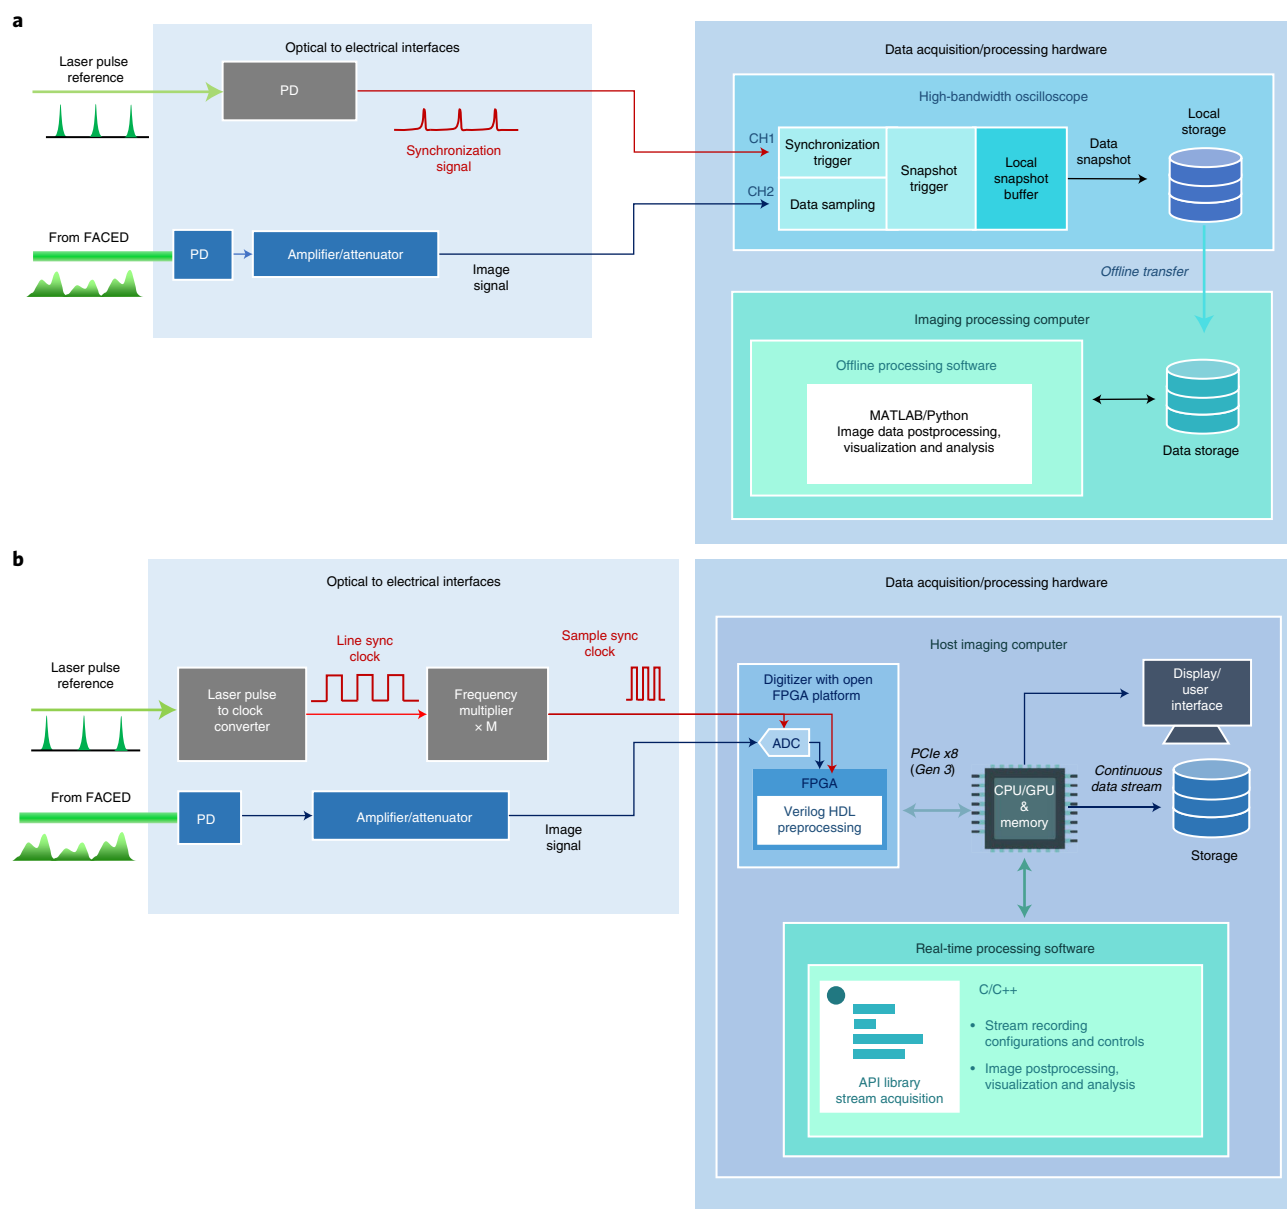 a
Optical to electrical interfaces
Laser pulse
reference
PD
Synchronization
signal
From FACED
PD
Amplifier/attenuator
Image
signal
Data acquisition/processing hardware
High-bandwidth oscilloscope
CH1
CH2
Synchronization
trigger
Data sampling
Snapshot
trigger
Local
snapshot
buffer
Data
snapshot
Local
storage
Offline transfer
Imaging processing computer
Offline processing software
MATLAB/Python
Image data postprocessing,
visualization and analysis
Data storage
b
Optical to electrical interfaces
Laser pulse
reference
Laser pulse
to clock
converter
Line sync
clock
Frequency
multiplier
× M
Sample sync
clock
From FACED
PD
Amplifier/attenuator
Image
signal
Data acquisition/processing hardware
Host imaging computer
Digitizer with open
FPGA platform
ADC
FPGA
Verilog HDL
preprocessing
PCIe x8
(Gen 3)
CPU/GPU
&
memory
Display/
user
interface
Continuous
data stream
Storage
Real-time processing software
API library
stream acquisition
C/C++
• Stream recording
configurations and controls
• Image postprocessing,
visualization and analysis